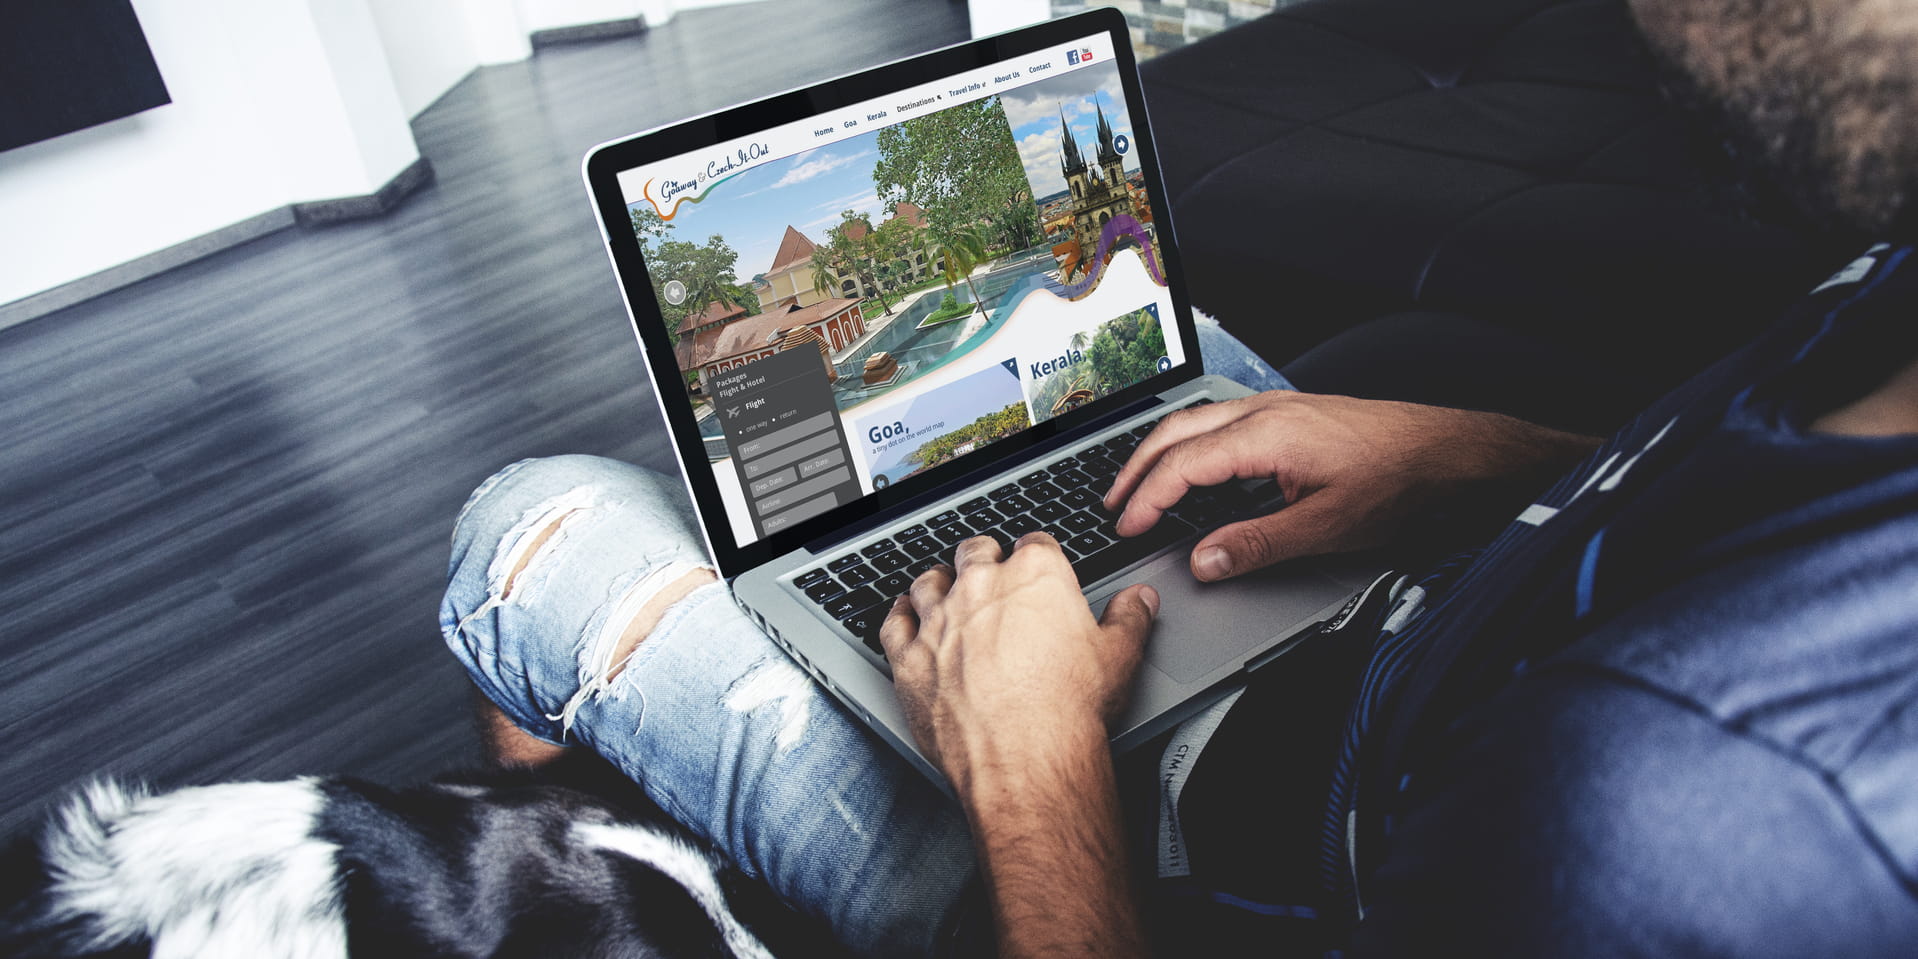 Goaway & Czech-It-Out
Home Goa Kerala Destinations Travel Info About Us Contact
f You Tube
Packages
Flight & Hotel
Flight
one way return
From:
To:
Dep. Date: Arr. Date:
Airline
Adults:
Goa,
a tiny dot on the world map
Kerala,